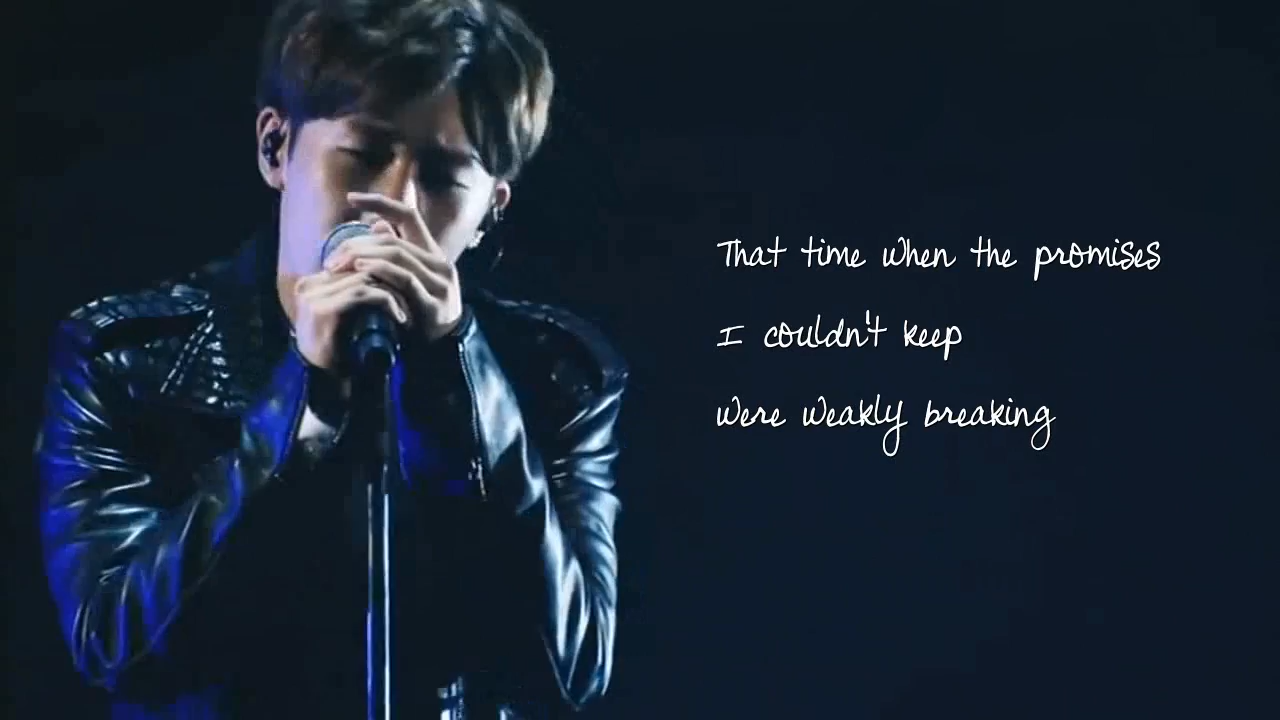 That time when the promises
I couldn't keep
were weakly breaking